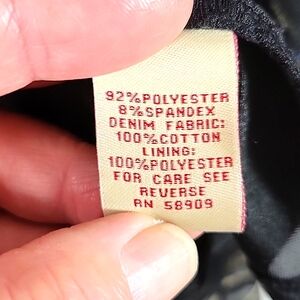 92%POLYESTER
8%SPANDEX
DENIM FABRIC:
100%COTTON
LINING:
100%POLYESTER
FOR CARE SEE
REVERSE
RN 58909